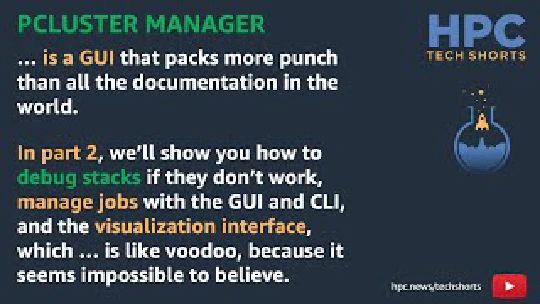 PCLUSTER MANAGER
... is a GUI that packs more punch
than all the documentation in the
world.
In part 2, we'll show you how to
debug stacks if they don't work,
manage jobs with the GUI and CLI,
and the visualization interface,
which ... is like voodoo, because it
seems impossible to believe.
HPC
TECH SHORTS
hpc.news/techshorts